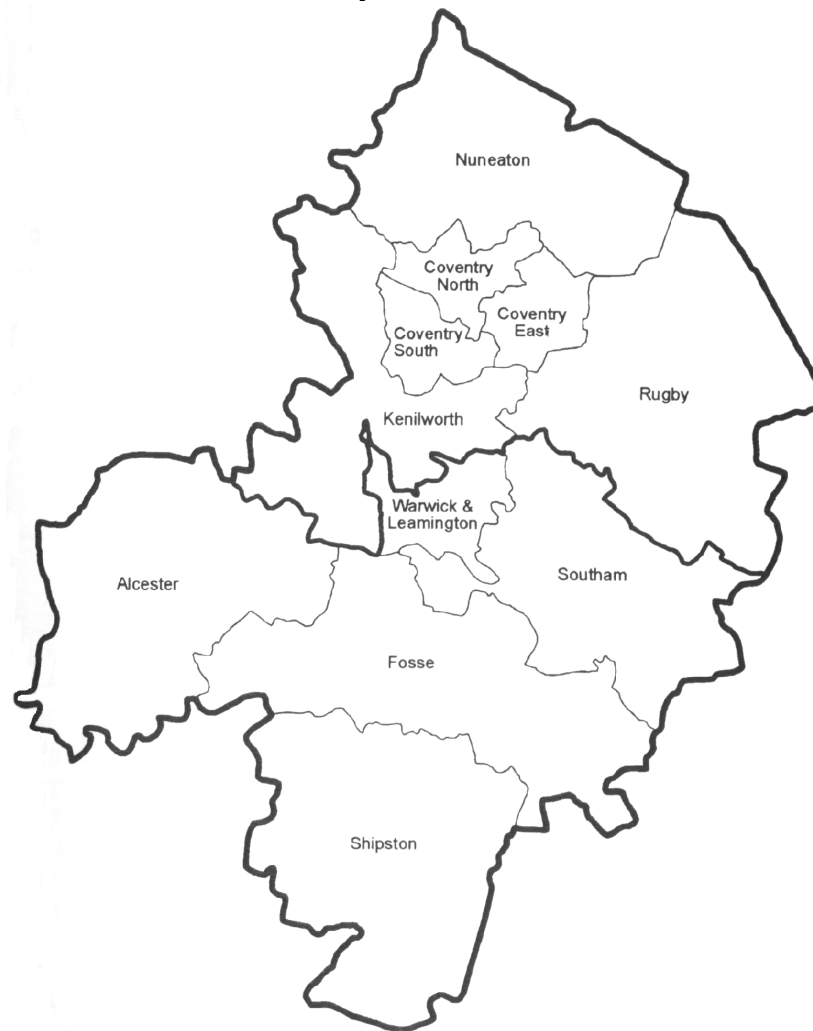 Nuneaton
Coventry
North
Coventry
East
Coventry
South
Rugby
Kenilworth
Warwick &
Leamington
Alcester
Southam
Fosse
Shipston